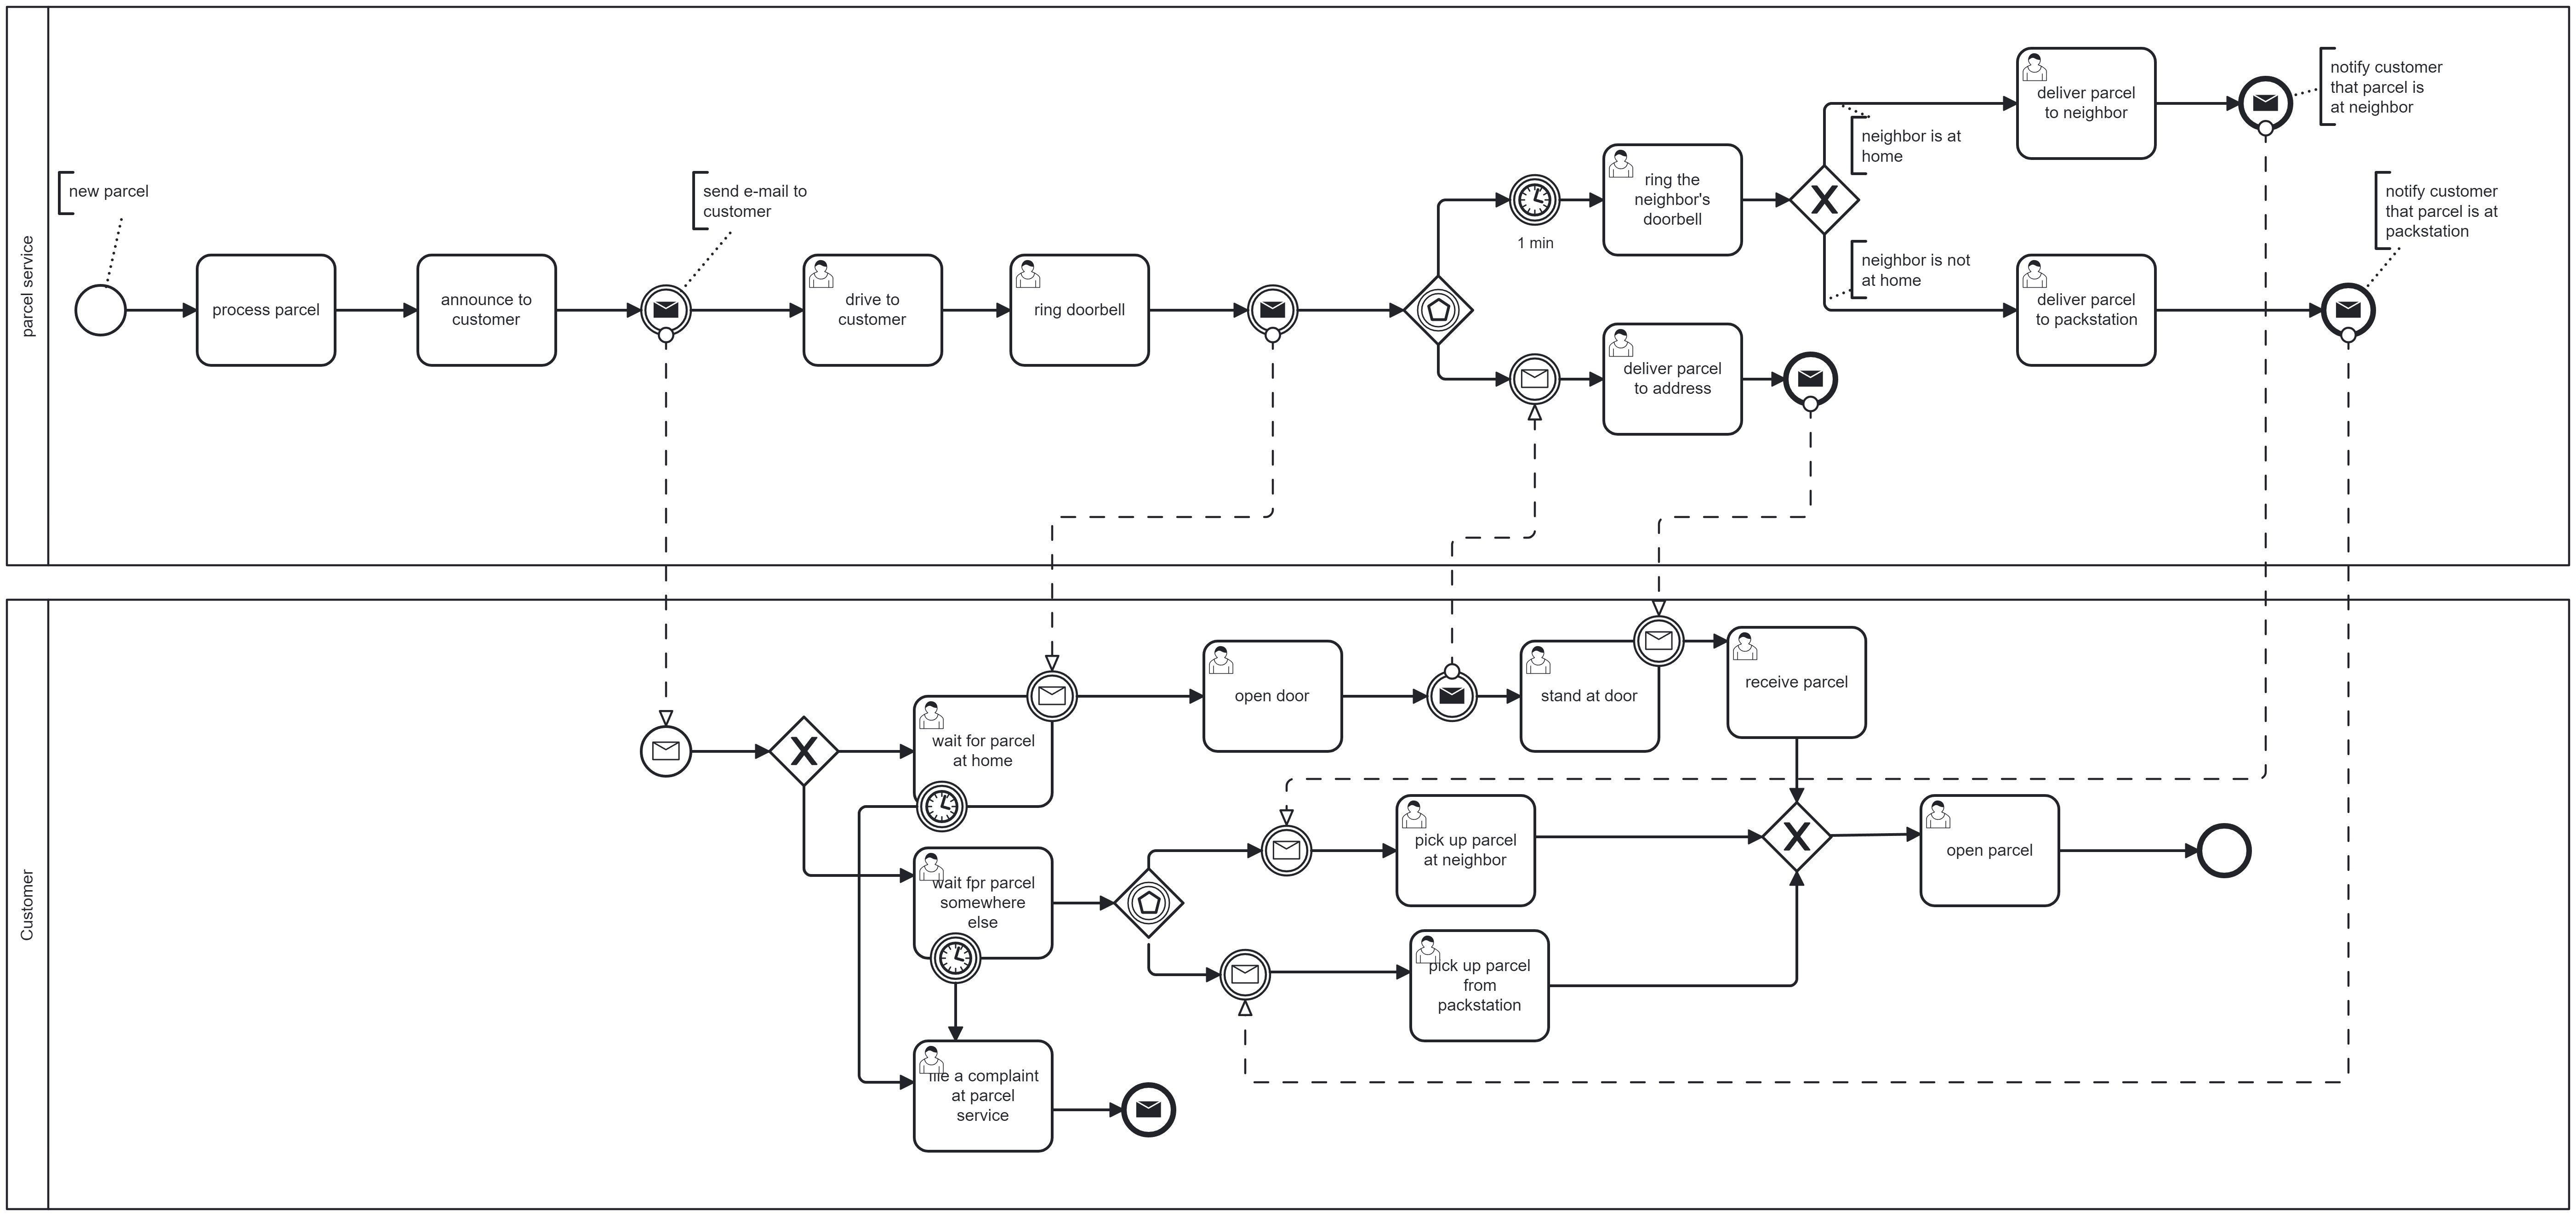 parcel service
new parcel
process parcel
announce to
customer
send e-mail to
customer
drive to
customer
ring doorbell
1 min
ring the
neighbor's
doorbell
neighbor is at
home
neighbor is not
at home
deliver parcel
to neighbor
notify customer
that parcel is
at neighbor
deliver parcel
to packstation
notify customer
that parcel is at
packstation
deliver parcel
to address
Customer
wait for parcel
at home
open door
stand at door
receive parcel
wait fpr parcel
somewhere
else
pick up parcel
at neighbor
open parcel
pick up parcel
from
packstation
file a complaint
at parcel
service